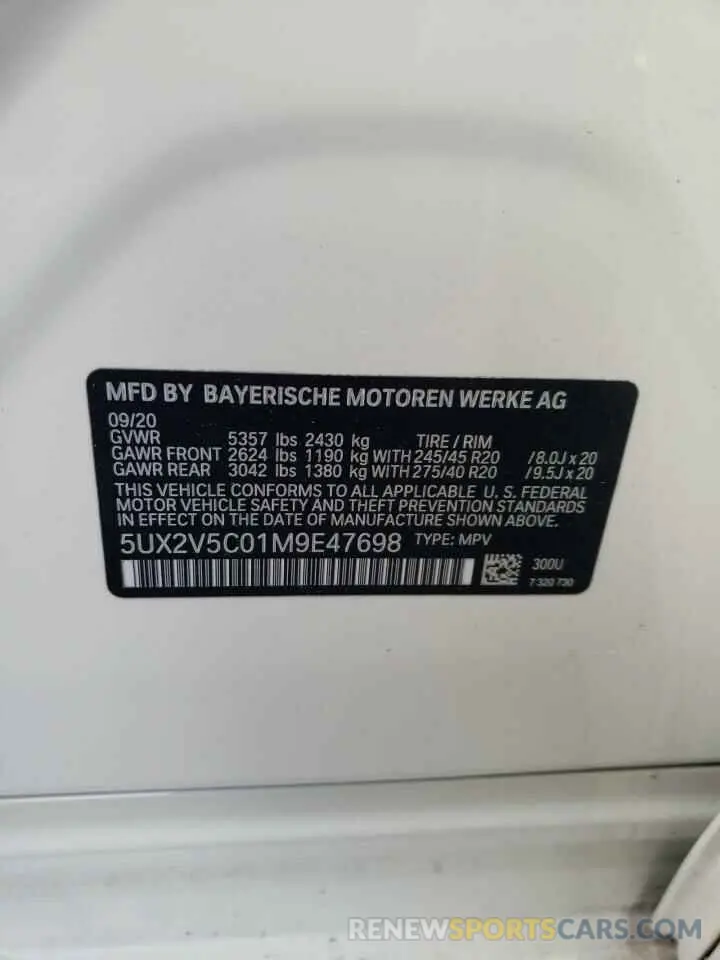 MFD BY BAYERISCHE MOTOREN WERKE AG
09/20
GVWR 5357 lbs 2430 kg TIRE / RIM
GAWR FRONT 2624 lbs 1190 kg WITH 245/45 R20 / 8.0J x 20
GAWR REAR 3042 lbs 1380 kg WITH 275/40 R20 / 9.5J x 20
THIS VEHICLE CONFORMS TO ALL APPLICABLE U. S. FEDERAL
MOTOR VEHICLE SAFETY AND THEFT PREVENTION STANDARDS
IN EFFECT ON THE DATE OF MANUFACTURE SHOWN ABOVE.
5UX2V5C01M9E47698 TYPE: MPV
300U
7 320 730
RENEWSPORTSCARS.COM